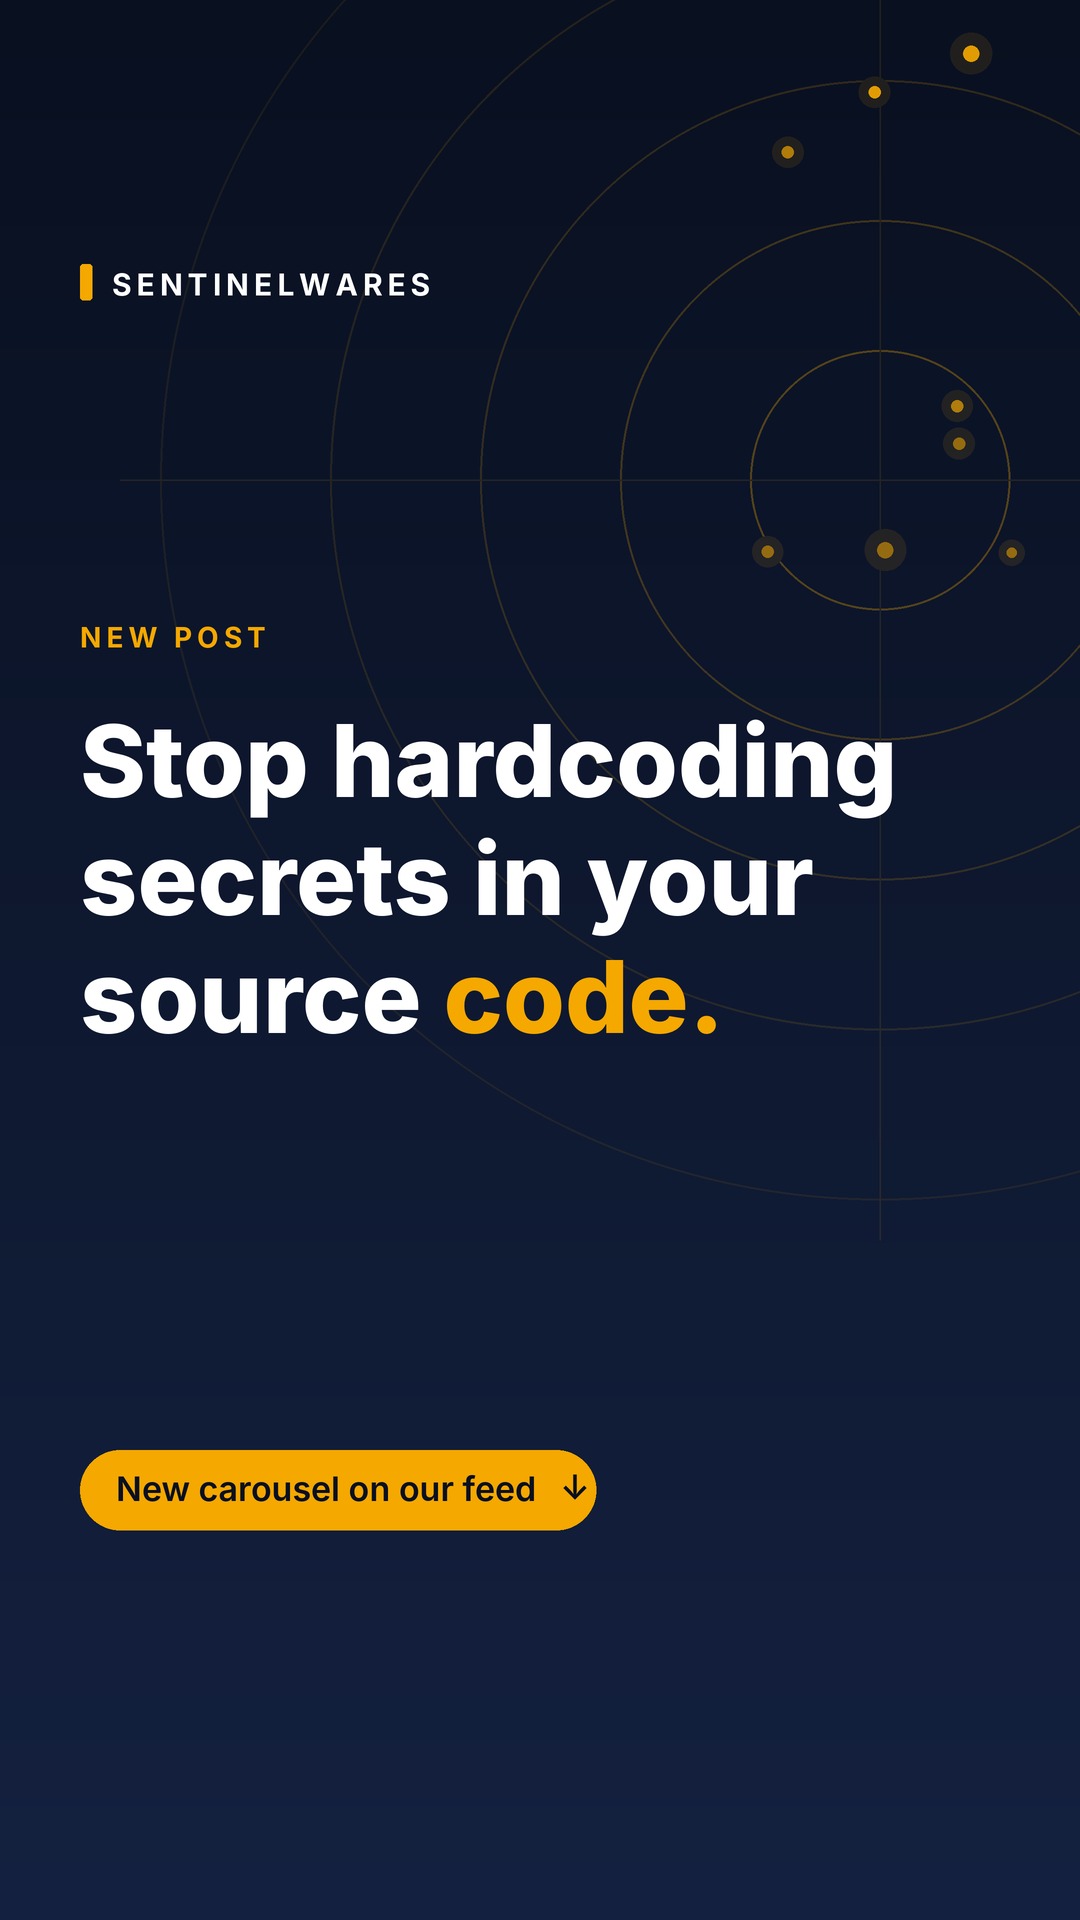 SENTINELWARES
NEW POST
Stop hardcoding
secrets in your
source code.
New carousel on our feed ↓